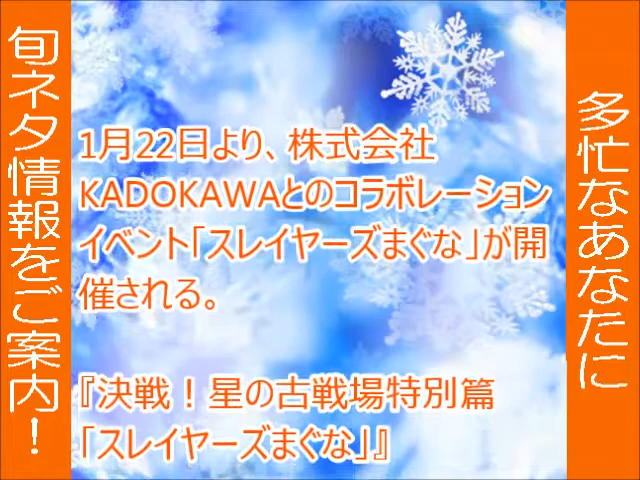 多忙なあなたに
旬ネタ情報をご案内！
1月22日より、株式会社
KADOKAWAとのコラボレーション
イベント｢スレイヤーズまぐな｣が開
催される。
『決戦！星の古戦場特別篇
｢スレイヤーズまぐな｣』